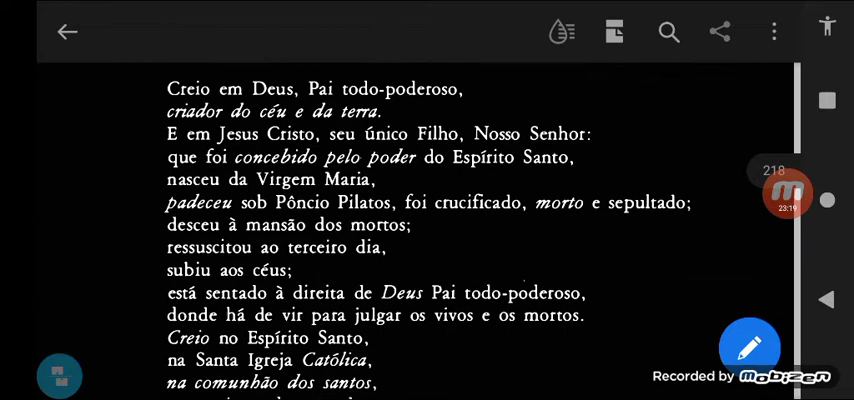 Creio em Deus, Pai todo-poderoso,
criador do céu e da terra.
E em Jesus Cristo, seu único Filho, Nosso Senhor:
que foi concebido pelo poder do Espírito Santo,
nasceu da Virgem Maria,
padeceu sob Pôncio Pilatos, foi crucificado, morto e sepultado;
desceu à mansão dos mortos;
ressuscitou ao terceiro dia,
subiu aos céus;
está sentado à direita de Deus Pai todo-poderoso,
donde há de vir para julgar os vivos e os mortos.
Creio no Espírito Santo,
na Santa Igreja Católica,
na comunhão dos santos,
218
23:19
Recorded by mobizen